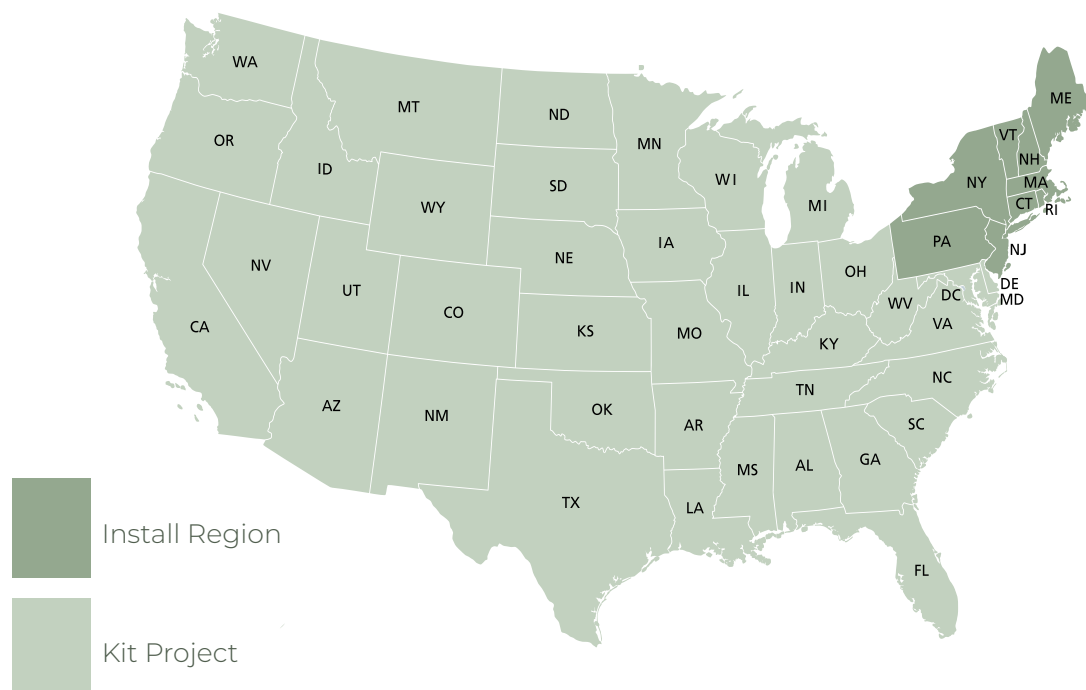 WA
MT
ND
MN
OR
ID
SD
WI
MI
WY
NE
IA
NV
UT
CO
CA
KS
MO
IL
IN
OH
KY
WV
DC
VA
AZ
NM
OK
AR
TN
NC
SC
TX
LA
MS
AL
GA
FL
ME
VT
NH
NY
MA
CT
RI
PA
NJ
DE
MD
Install Region
Kit Project